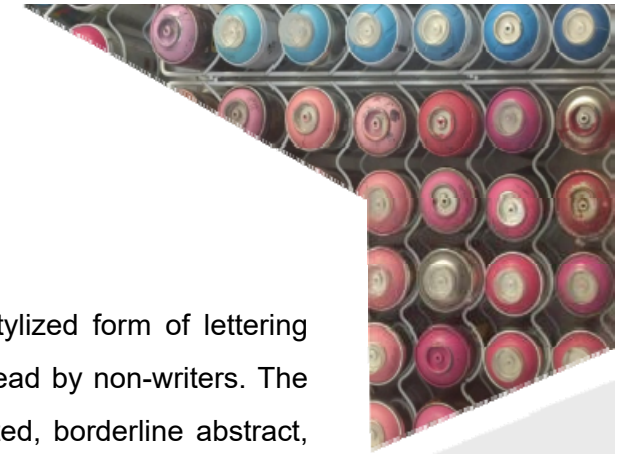 tylized form of lettering
ead by non-writers. The
ed, borderline abstract,